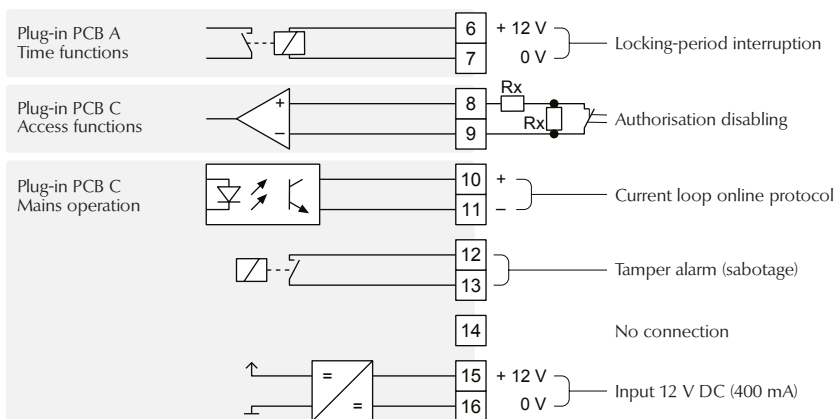 Plug-in PCB A
Time functions
6 + 12 V
7 0 V
Locking-period interruption
Plug-in PCB C
Access functions
+
–
8 Rx
9 Rx
Authorisation disabling
Plug-in PCB C
Mains operation
10 +
11 –
Current loop online protocol
12
13
Tamper alarm (sabotage)
14 No connection
=
=
15 + 12 V
16 0 V
Input 12 V DC (400 mA)